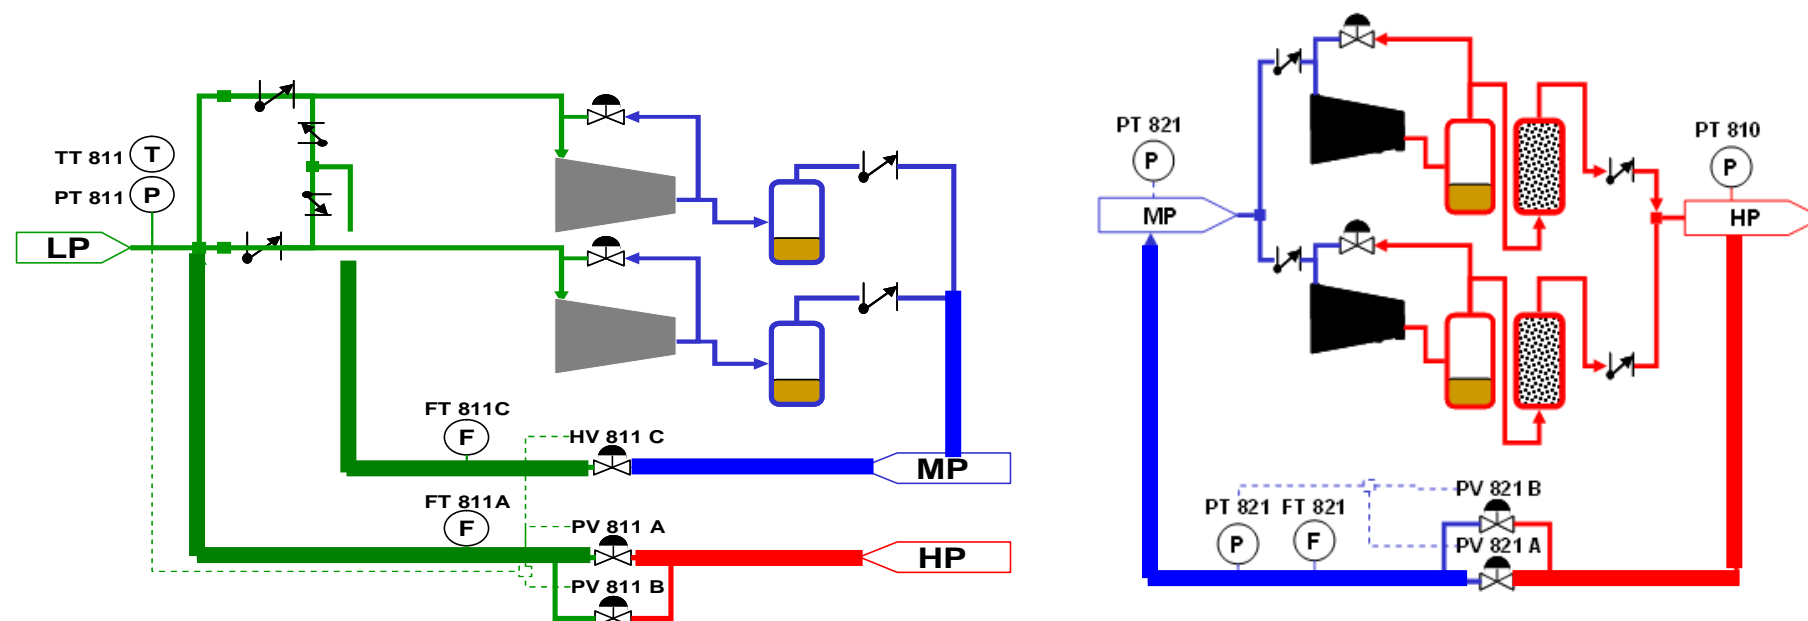 TT 811
T
PT 811
P
LP
FT 811C
F
HV 811 C
MP
FT 811A
F
PV 811 A
HP
PV 811 B
PT 821
P
MP
PT 810
P
HP
PV 821 B
PT 821
FT 821
P
F
PV 821 A